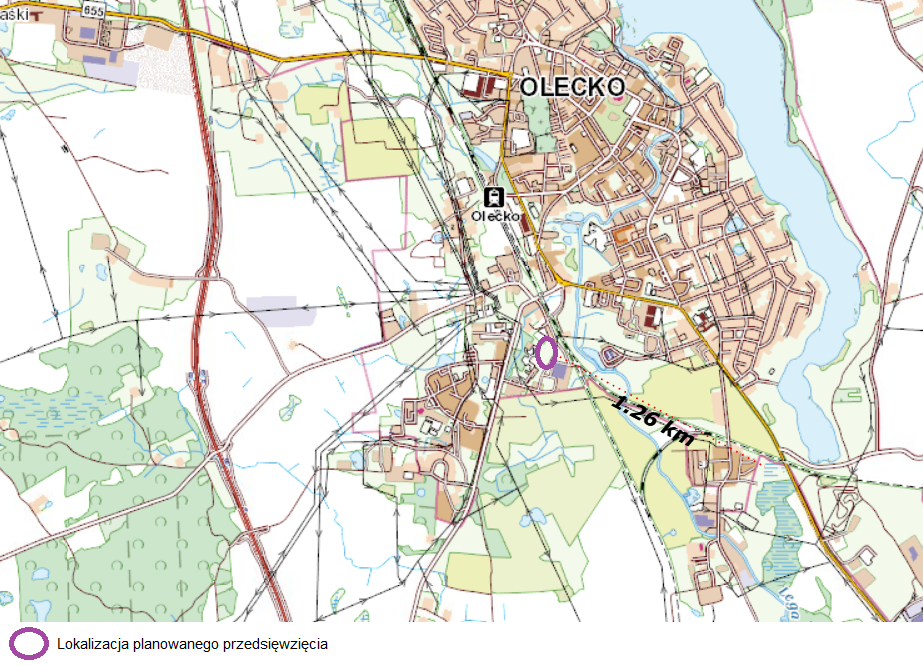 aski
655
OLECKO
Olecko
1.26 km
Lega
Lokalizacja planowanego przedsięwzięcia